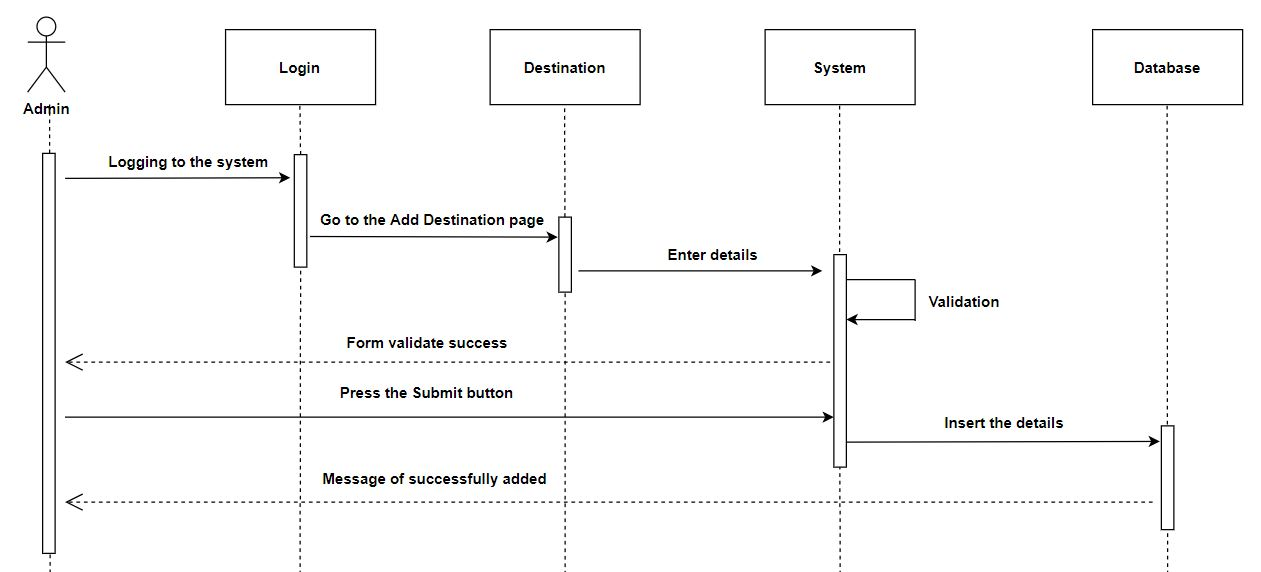 Login
Destination
System
Database
Admin
Logging to the system
Go to the Add Destination page
Enter details
Validation
Form validate success
Press the Submit button
Insert the details
Message of successfully added